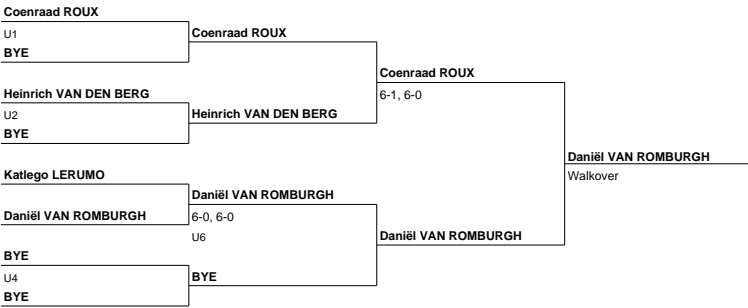 Coenraad ROUX
U1
Coenraad ROUX
BYE
Coenraad ROUX
Heinrich VAN DEN BERG
6-1, 6-0
U2
Heinrich VAN DEN BERG
BYE
Daniël VAN ROMBURGH
Katlego LERUMO
Walkover
Daniël VAN ROMBURGH
Daniël VAN ROMBURGH
6-0, 6-0
U6
Daniël VAN ROMBURGH
BYE
U4
BYE
BYE